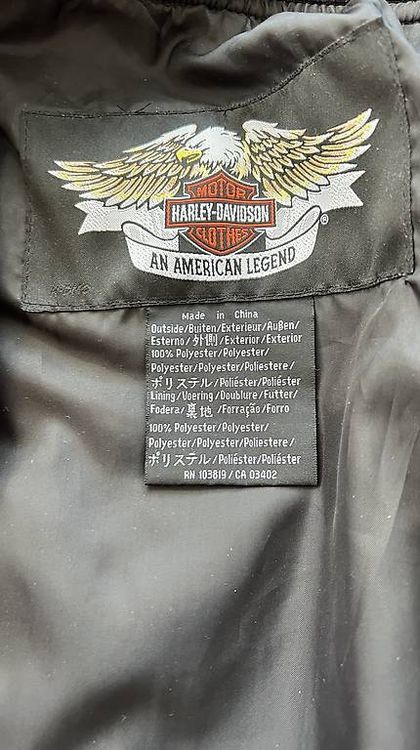 MOTOR
HARLEY-DAVIDSON
CLOTHES
®
AN AMERICAN LEGEND
Made in China
Outside/Buiten/Exterieur/Außen/
Esterno/外側/Exterior/Exterior
100% Polyester/Polyester/
Polyester/Polyester/Poliestere/
ポリステル/Poliéster/Poliéster
Lining/Voering/Doublure/Futter/
Fodera/裏地/Forração/Forro
100% Polyester/Polyester/
Polyester/Polyester/Poliestere/
ポリステル/Poliéster/Poliéster
RN 103819/CA 03402